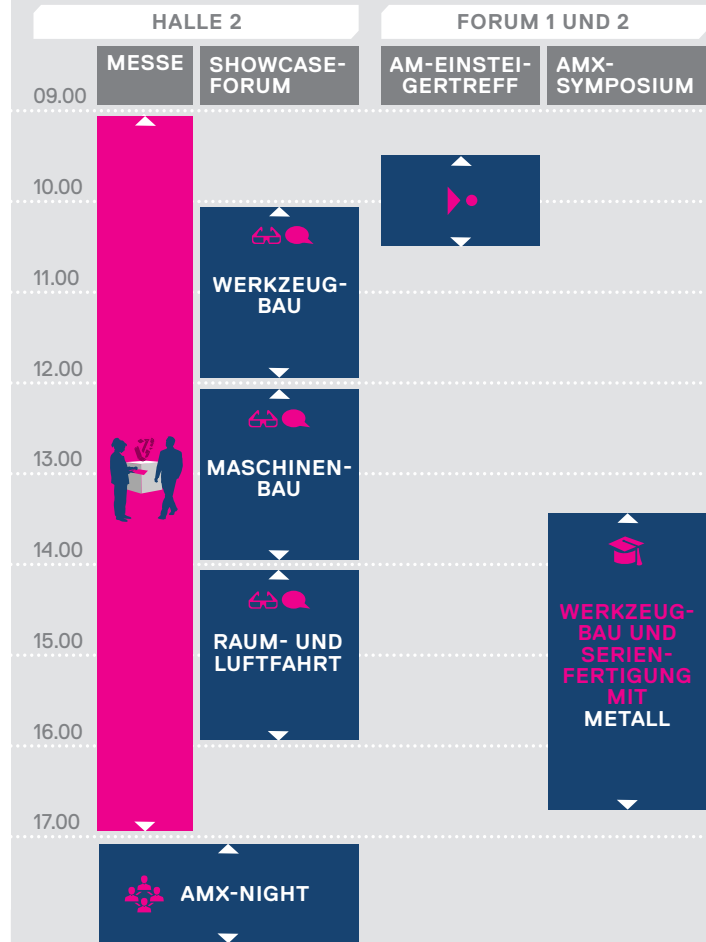 HALLE 2
FORUM 1 UND 2
MESSE
SHOWCASE-
FORUM
AM-EINSTEI-
GERTREFF
AMX-
SYMPOSIUM
09.00
10.00
11.00
12.00
13.00
14.00
15.00
16.00
17.00
WERKZEUG-
BAU
MASCHINEN-
BAU
RAUM- UND
LUFTFAHRT
WERKZEUG-
BAU UND
SERIEN-
FERTIGUNG
MIT
METALL
AMX-NIGHT